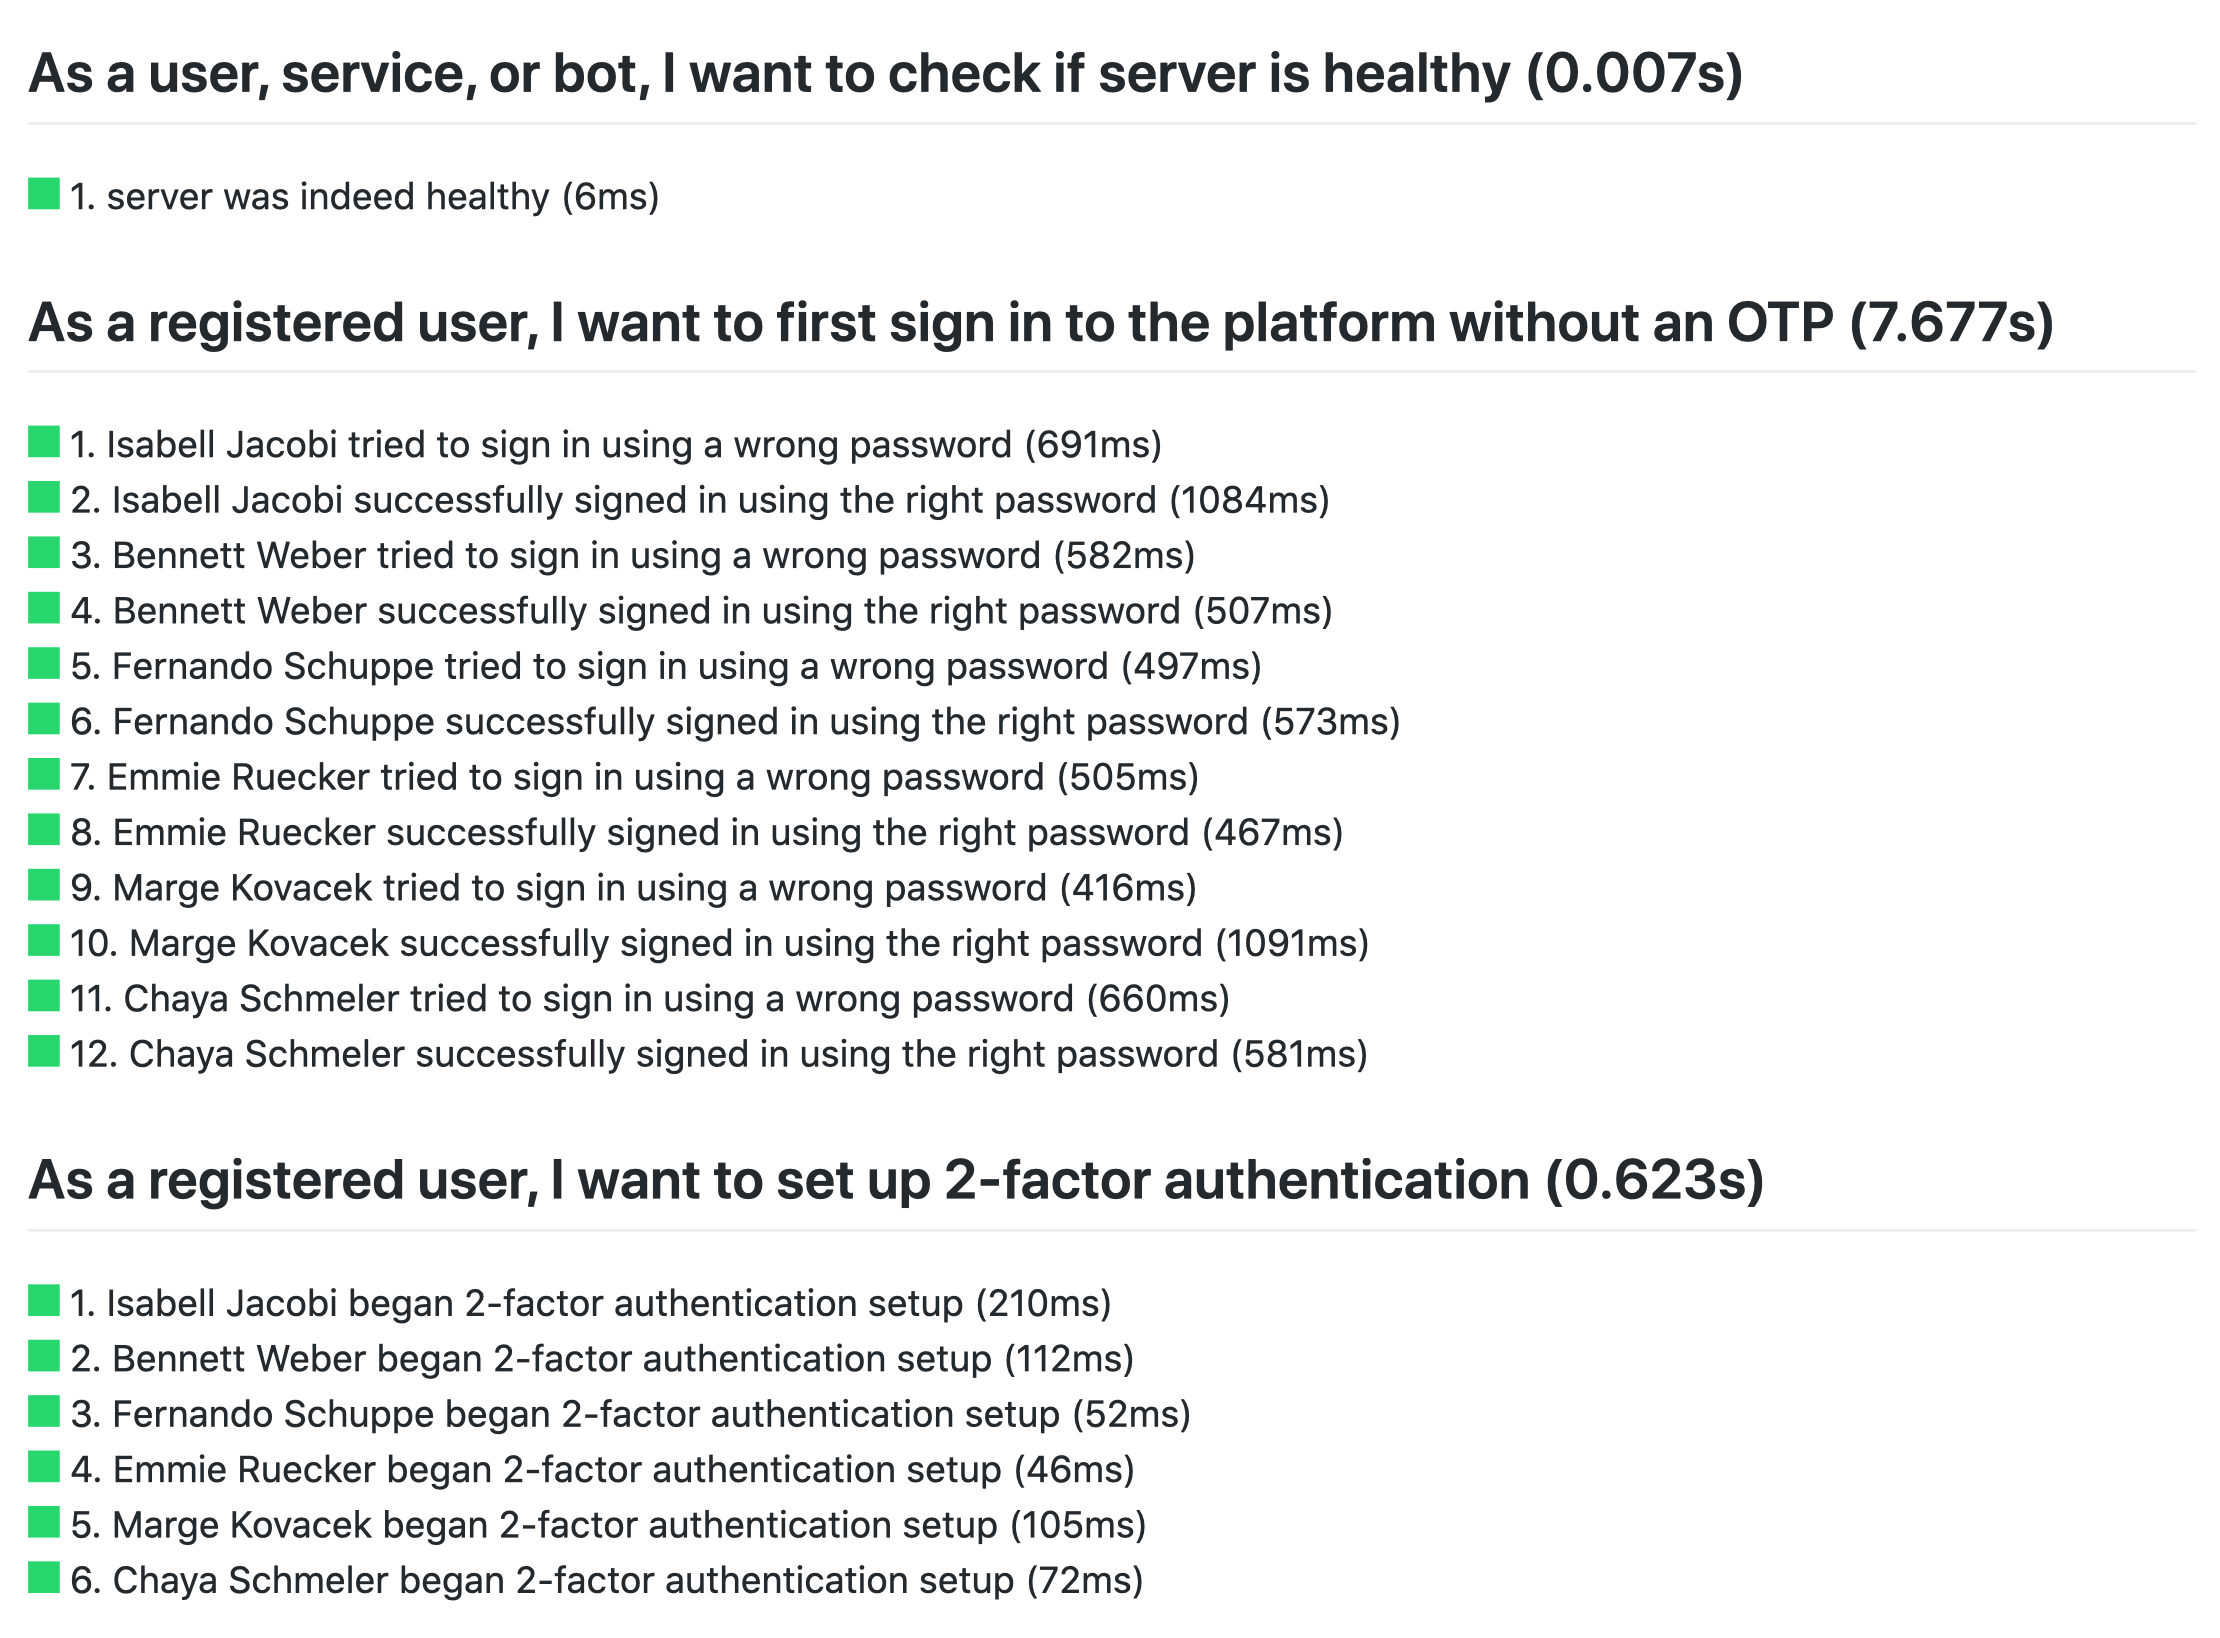 As a user, service, or bot, I want to check if server is healthy (0.007s)
1. server was indeed healthy (6ms)
As a registered user, I want to first sign in to the platform without an OTP (7.677s)
1. Isabell Jacobi tried to sign in using a wrong password (691ms)
2. Isabell Jacobi successfully signed in using the right password (1084ms)
3. Bennett Weber tried to sign in using a wrong password (582ms)
4. Bennett Weber successfully signed in using the right password (507ms)
5. Fernando Schuppe tried to sign in using a wrong password (497ms)
6. Fernando Schuppe successfully signed in using the right password (573ms)
7. Emmie Ruecker tried to sign in using a wrong password (505ms)
8. Emmie Ruecker successfully signed in using the right password (467ms)
9. Marge Kovacek tried to sign in using a wrong password (416ms)
10. Marge Kovacek successfully signed in using the right password (1091ms)
11. Chaya Schmeler tried to sign in using a wrong password (660ms)
12. Chaya Schmeler successfully signed in using the right password (581ms)
As a registered user, I want to set up 2-factor authentication (0.623s)
1. Isabell Jacobi began 2-factor authentication setup (210ms)
2. Bennett Weber began 2-factor authentication setup (112ms)
3. Fernando Schuppe began 2-factor authentication setup (52ms)
4. Emmie Ruecker began 2-factor authentication setup (46ms)
5. Marge Kovacek began 2-factor authentication setup (105ms)
6. Chaya Schmeler began 2-factor authentication setup (72ms)